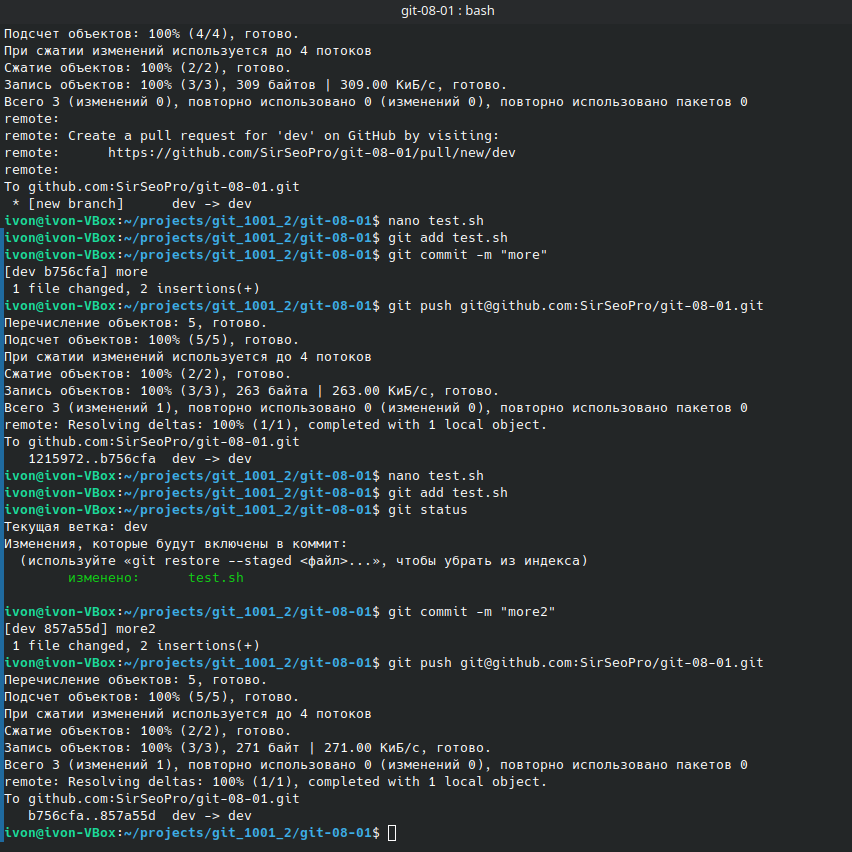 git-08-01 : bash
Подсчет объектов: 100% (4/4), готово.
При сжатии изменений используется до 4 потоков
Сжатие объектов: 100% (2/2), готово.
Запись объектов: 100% (3/3), 309 байтов | 309.00 КиБ/с, готово.
Всего 3 (изменений 0), повторно использовано 0 (изменений 0), повторно использовано пакетов 0
remote:
remote: Create a pull request for 'dev' on GitHub by visiting:
remote:      https://github.com/SirSeoPro/git-08-01/pull/new/dev
remote:
To github.com:SirSeoPro/git-08-01.git
 * [new branch]      dev -> dev
ivon@ivon-VBox:~/projects/git_1001_2/git-08-01$ nano test.sh
ivon@ivon-VBox:~/projects/git_1001_2/git-08-01$ git add test.sh
ivon@ivon-VBox:~/projects/git_1001_2/git-08-01$ git commit -m "more"
[dev b756cfa] more
 1 file changed, 2 insertions(+)
ivon@ivon-VBox:~/projects/git_1001_2/git-08-01$ git push git@github.com:SirSeoPro/git-08-01.git
Перечисление объектов: 5, готово.
Подсчет объектов: 100% (5/5), готово.
При сжатии изменений используется до 4 потоков
Сжатие объектов: 100% (2/2), готово.
Запись объектов: 100% (3/3), 263 байта | 263.00 КиБ/с, готово.
Всего 3 (изменений 1), повторно использовано 0 (изменений 0), повторно использовано пакетов 0
remote: Resolving deltas: 100% (1/1), completed with 1 local object.
To github.com:SirSeoPro/git-08-01.git
   1215972..b756cfa  dev -> dev
ivon@ivon-VBox:~/projects/git_1001_2/git-08-01$ nano test.sh
ivon@ivon-VBox:~/projects/git_1001_2/git-08-01$ git add test.sh
ivon@ivon-VBox:~/projects/git_1001_2/git-08-01$ git status
Текущая ветка: dev
Изменения, которые будут включены в коммит:
  (используйте «git restore --staged <файл>...», чтобы убрать из индекса)
        изменено:      test.sh
ivon@ivon-VBox:~/projects/git_1001_2/git-08-01$ git commit -m "more2"
[dev 857a55d] more2
 1 file changed, 2 insertions(+)
ivon@ivon-VBox:~/projects/git_1001_2/git-08-01$ git push git@github.com:SirSeoPro/git-08-01.git
Перечисление объектов: 5, готово.
Подсчет объектов: 100% (5/5), готово.
При сжатии изменений используется до 4 потоков
Сжатие объектов: 100% (2/2), готово.
Запись объектов: 100% (3/3), 271 байт | 271.00 КиБ/с, готово.
Всего 3 (изменений 1), повторно использовано 0 (изменений 0), повторно использовано пакетов 0
remote: Resolving deltas: 100% (1/1), completed with 1 local object.
To github.com:SirSeoPro/git-08-01.git
   b756cfa..857a55d  dev -> dev
ivon@ivon-VBox:~/projects/git_1001_2/git-08-01$